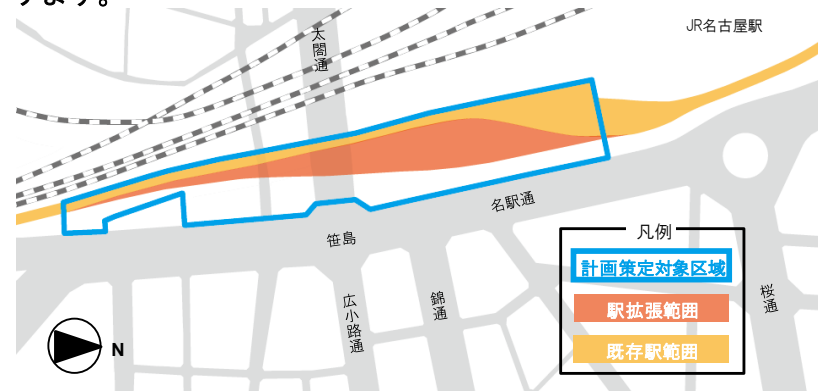 ります。
JR名古屋駅
太閤通
名駅通
笹島
広小路通
錦通
桜通
凡例
計画策定対象区域
駅拡張範囲
既存駅範囲
N